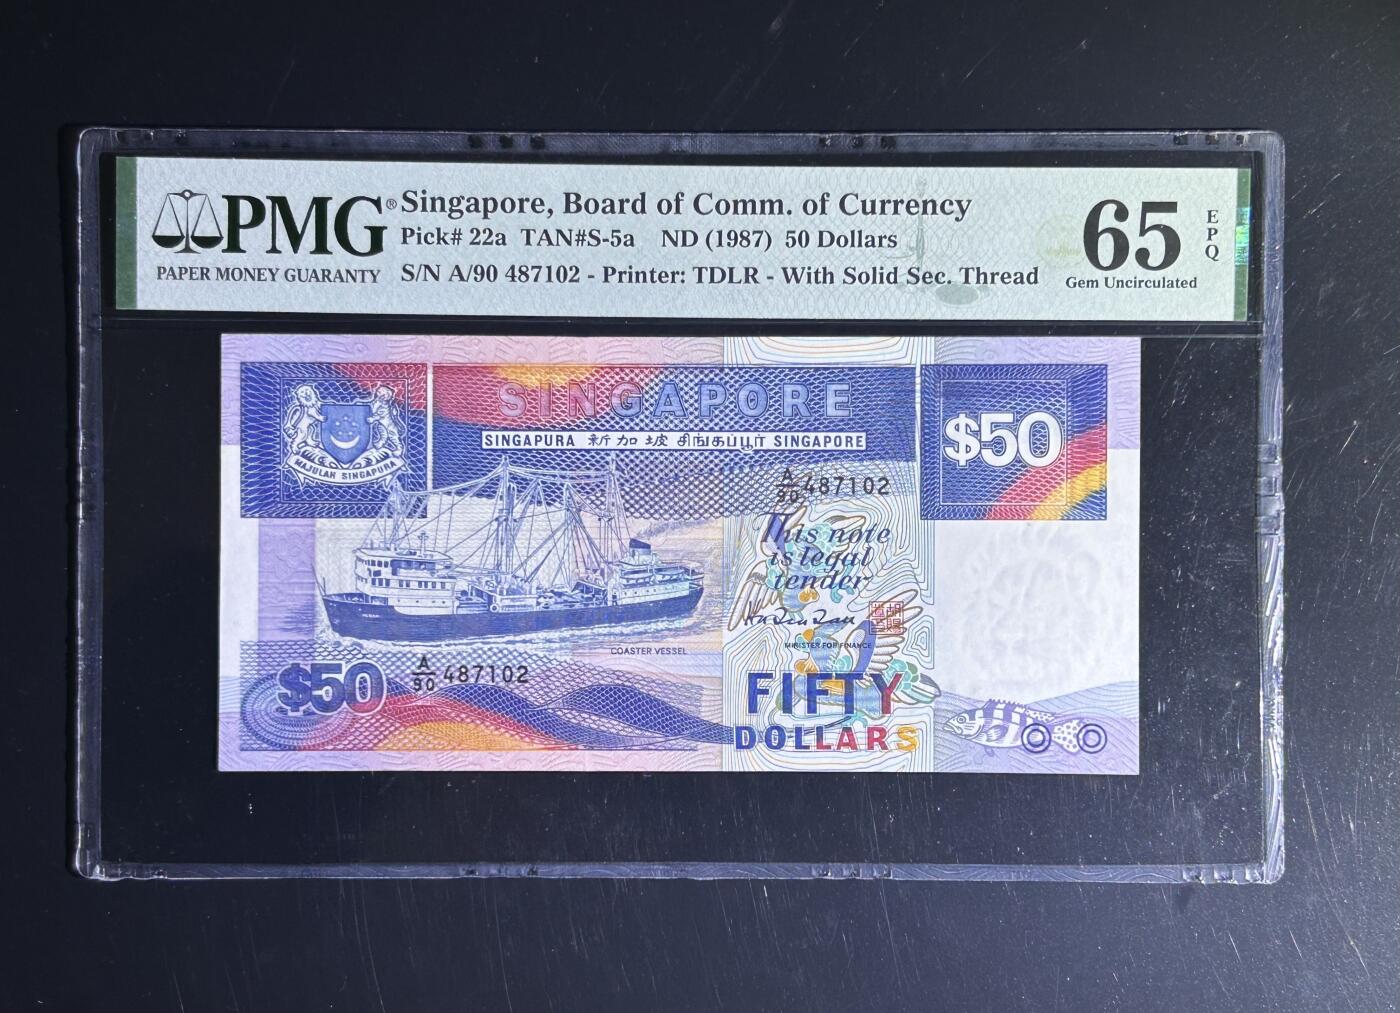 PMG®
PAPER MONEY GUARANTY
Singapore, Board of Comm. of Currency
Pick# 22a TAN#S-5a ND (1987) 50 Dollars
S/N A/90 487102 - Printer: TDLR - With Solid Sec. Thread
65
EPQ
Gem Uncirculated
SINGAPORE
SINGAPURA 新加坡 சிங்கப்பூர் SINGAPORE
MAJULAH SINGAPURA
$50
A/90 487102
This note
is legal
tender
胡賜道
MINISTER FOR FINANCE
COASTER VESSEL
$50
A/90 487102
FIFTY
DOLLARS